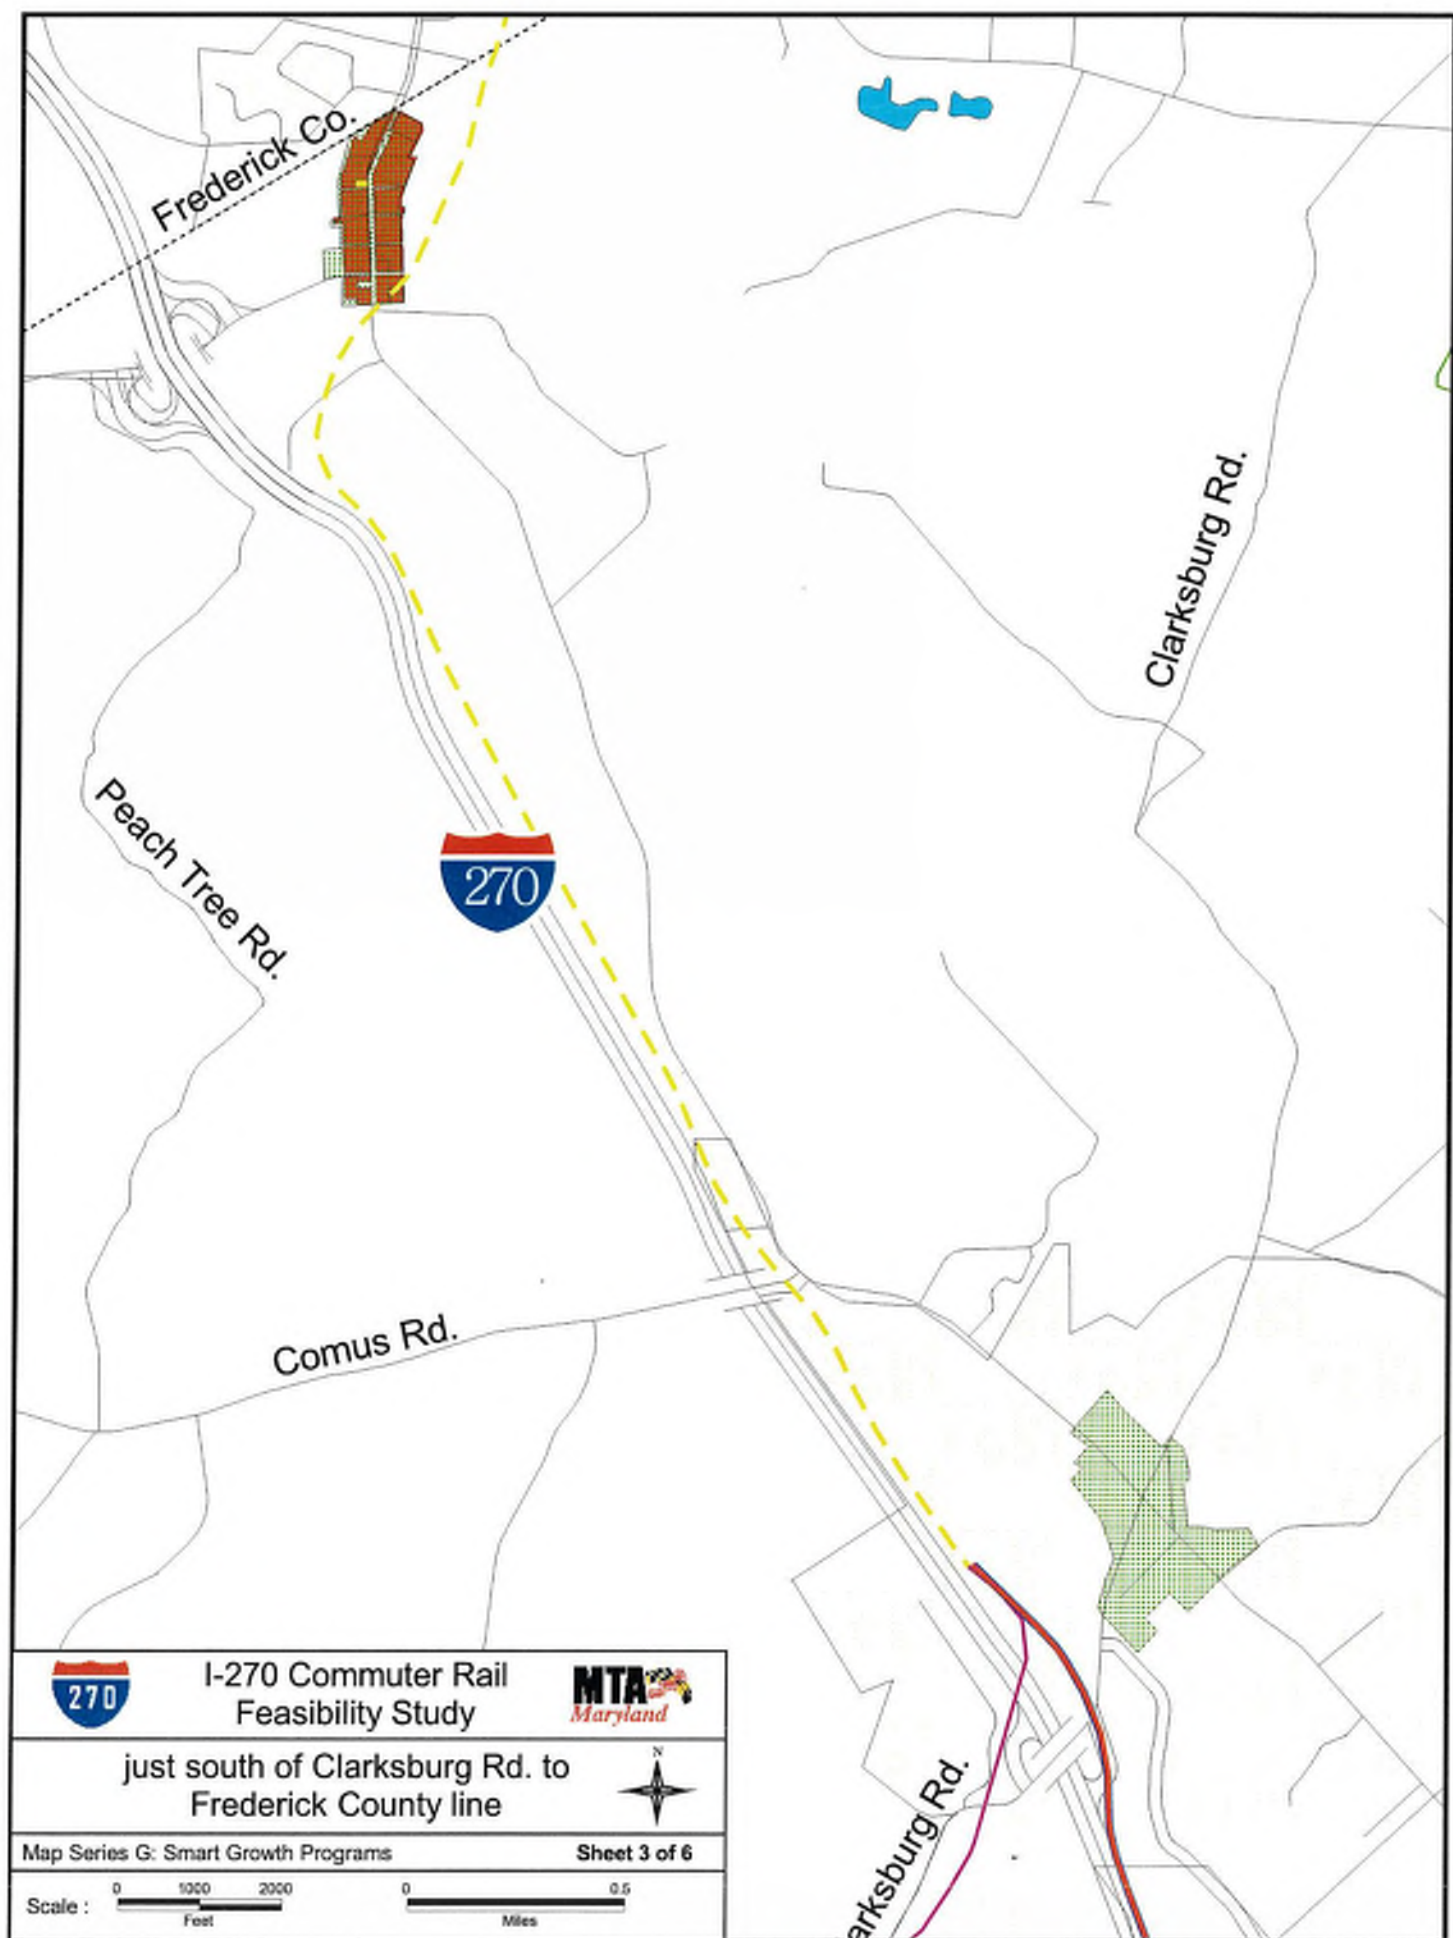 Frederick Co.
Clarksburg Rd.
Peach Tree Rd.
270
Comus Rd.
arksburg Rd.
270
I-270 Commuter Rail
Feasibility Study
MTA
Maryland
just south of Clarksburg Rd. to
Frederick County line
N
Map Series G: Smart Growth Programs
Sheet 3 of 6
Scale :
0 1000 2000
Feet
0 0.5
Miles